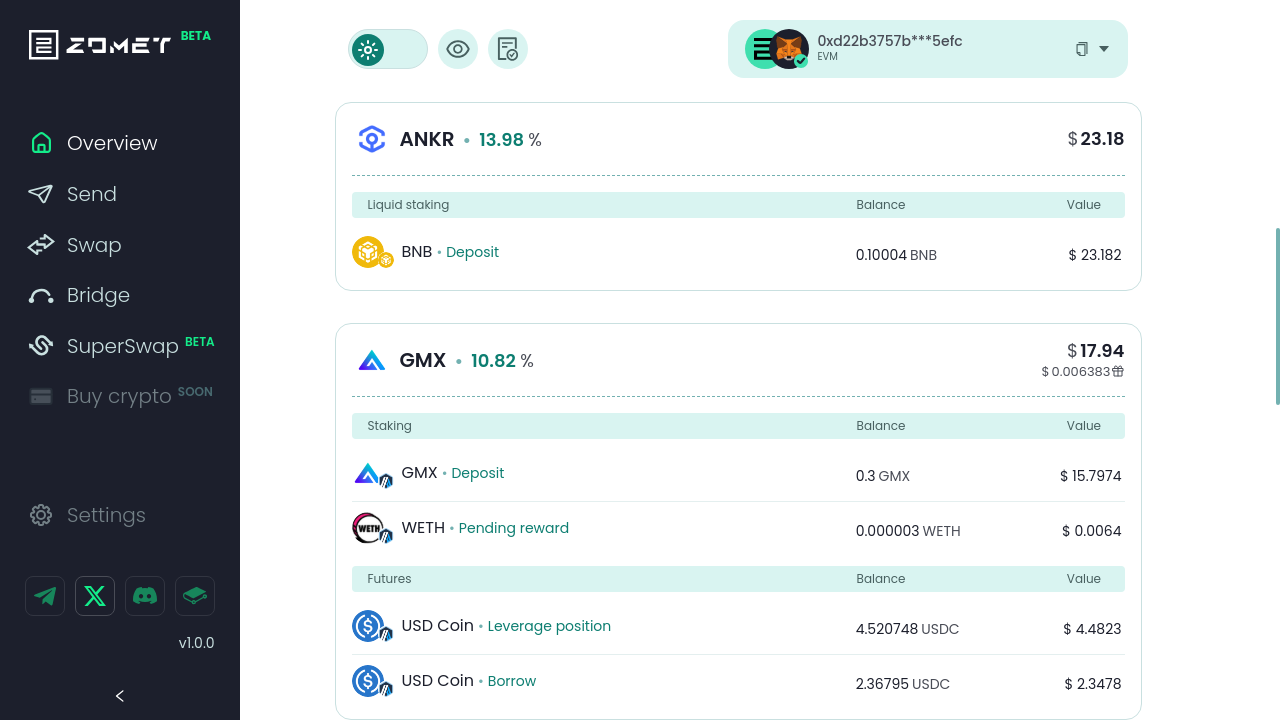 ZOMET BETA
Overview
Send
Swap
Bridge
SuperSwap BETA
Buy crypto SOON
Settings
v1.0.0
0xd22b3757b***5efc
EVM
ANKR • 13.98 %
$ 23.18
Liquid staking Balance Value
BNB • Deposit 0.10004 BNB $ 23.182
GMX • 10.82 %
$ 17.94
$ 0.006383
Staking Balance Value
GMX • Deposit 0.3 GMX $ 15.7974
WETH
WETH • Pending reward 0.000003 WETH $ 0.0064
Futures Balance Value
USD Coin • Leverage position 4.520748 USDC $ 4.4823
USD Coin • Borrow 2.36795 USDC $ 2.3478